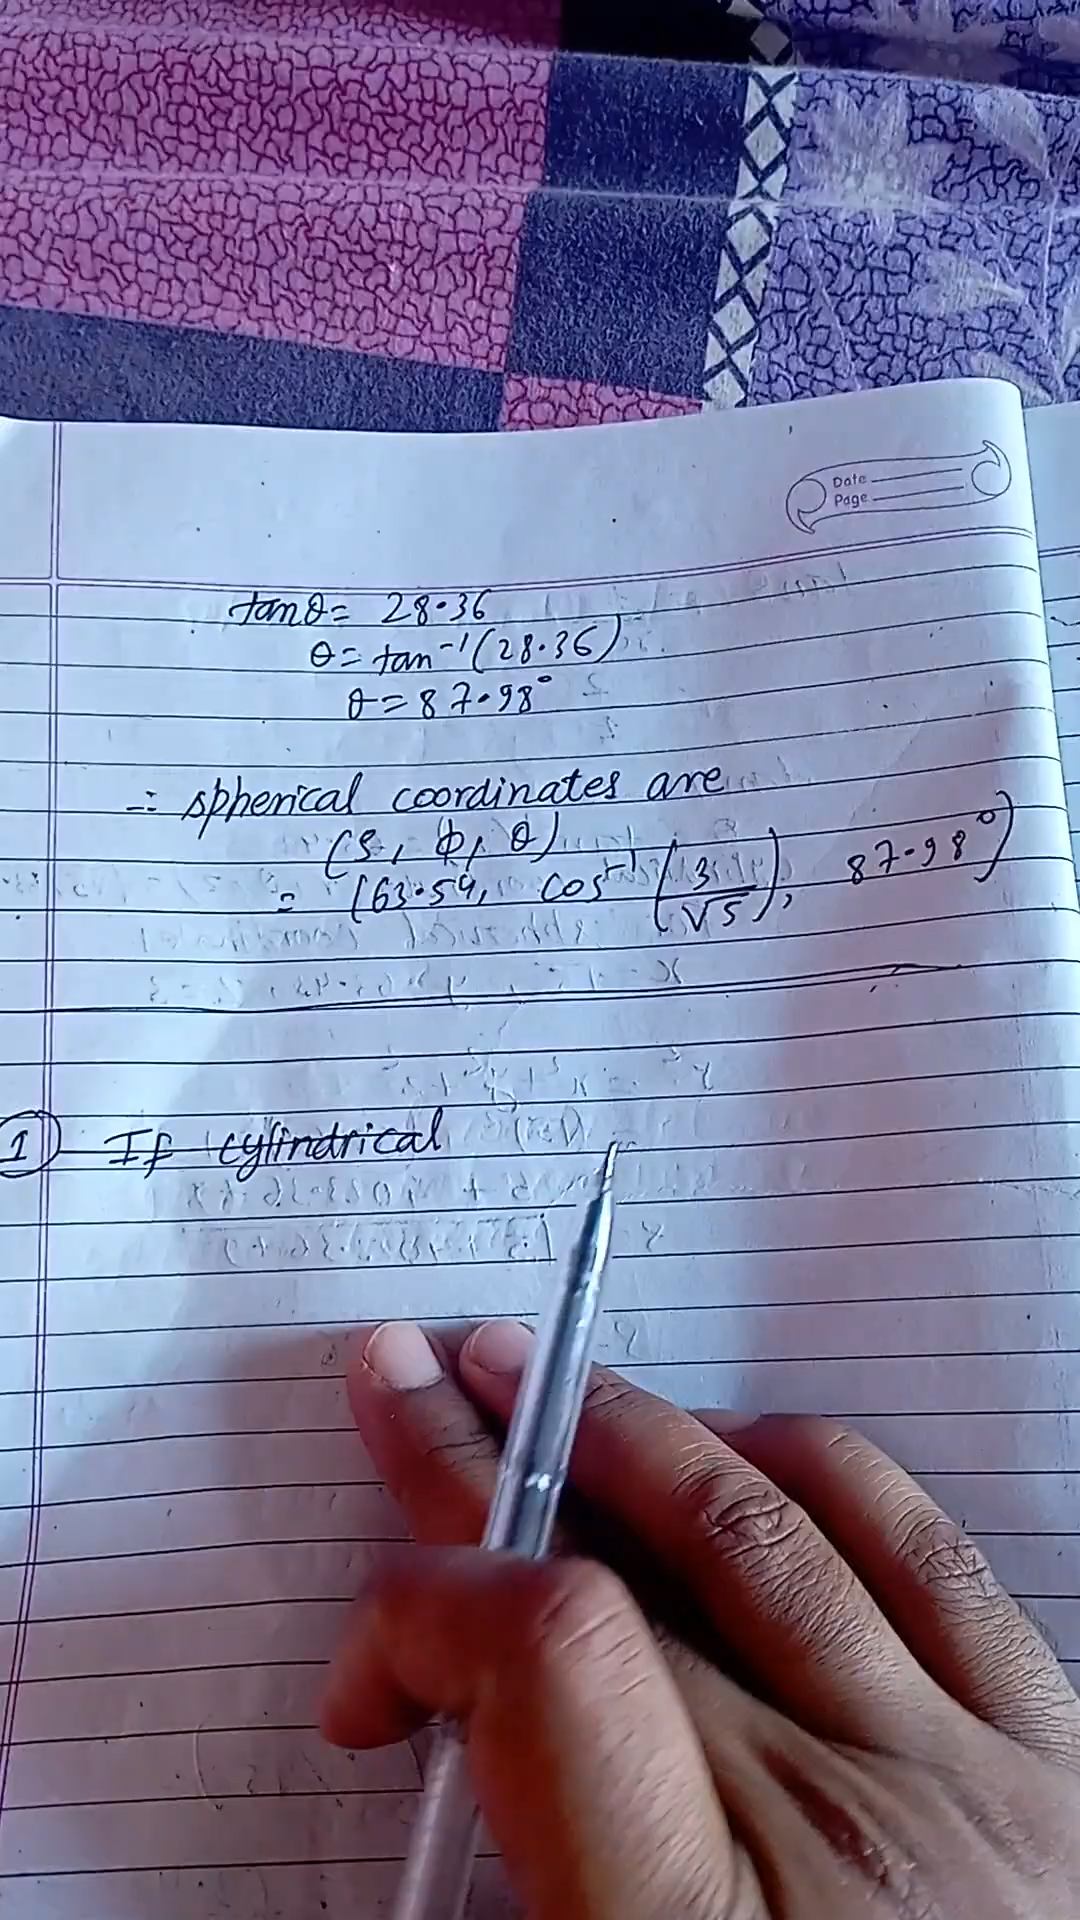 Date
Page
tanθ = 28.36
θ = tan⁻¹(28.36)
θ = 87.98°
∴ spherical coordinates are
(ρ, ϕ, θ)
= (63.59, cos⁻¹(3/√5), 87.98°)
① If cylindrical